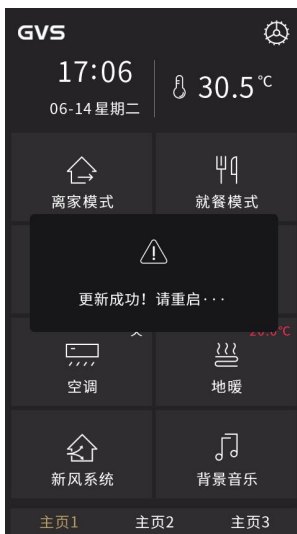 GVS
17:06
06-14 星期二
30.5℃
离家模式
就餐模式
更新成功！请重启···
空调
地暖
新风系统
背景音乐
主页1
主页2
主页3